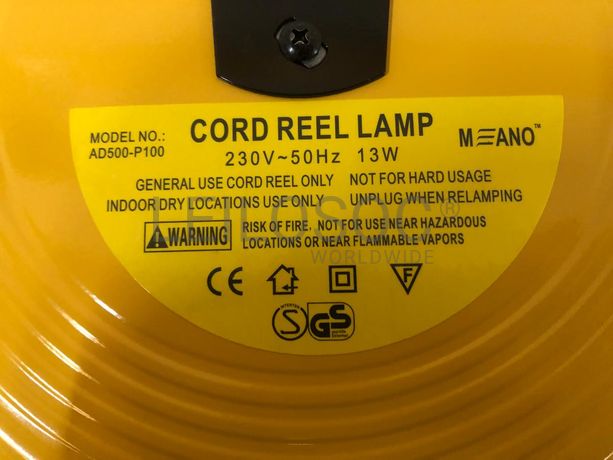 MODEL NO.:
AD500-P100
CORD REEL LAMP
MEANO™
230V~50Hz 13W
GENERAL USE CORD REEL ONLY NOT FOR HARD USAGE
INDOOR DRY LOCATIONS USE ONLY UNPLUG WHEN RELAMPING
LEILOSOC®
WORLDWIDE
WARNING
RISK OF FIRE, NOT FOR USE NEAR HAZARDOUS
LOCATIONS OR NEAR FLAMMABLE VAPORS
CE
F
S
GS